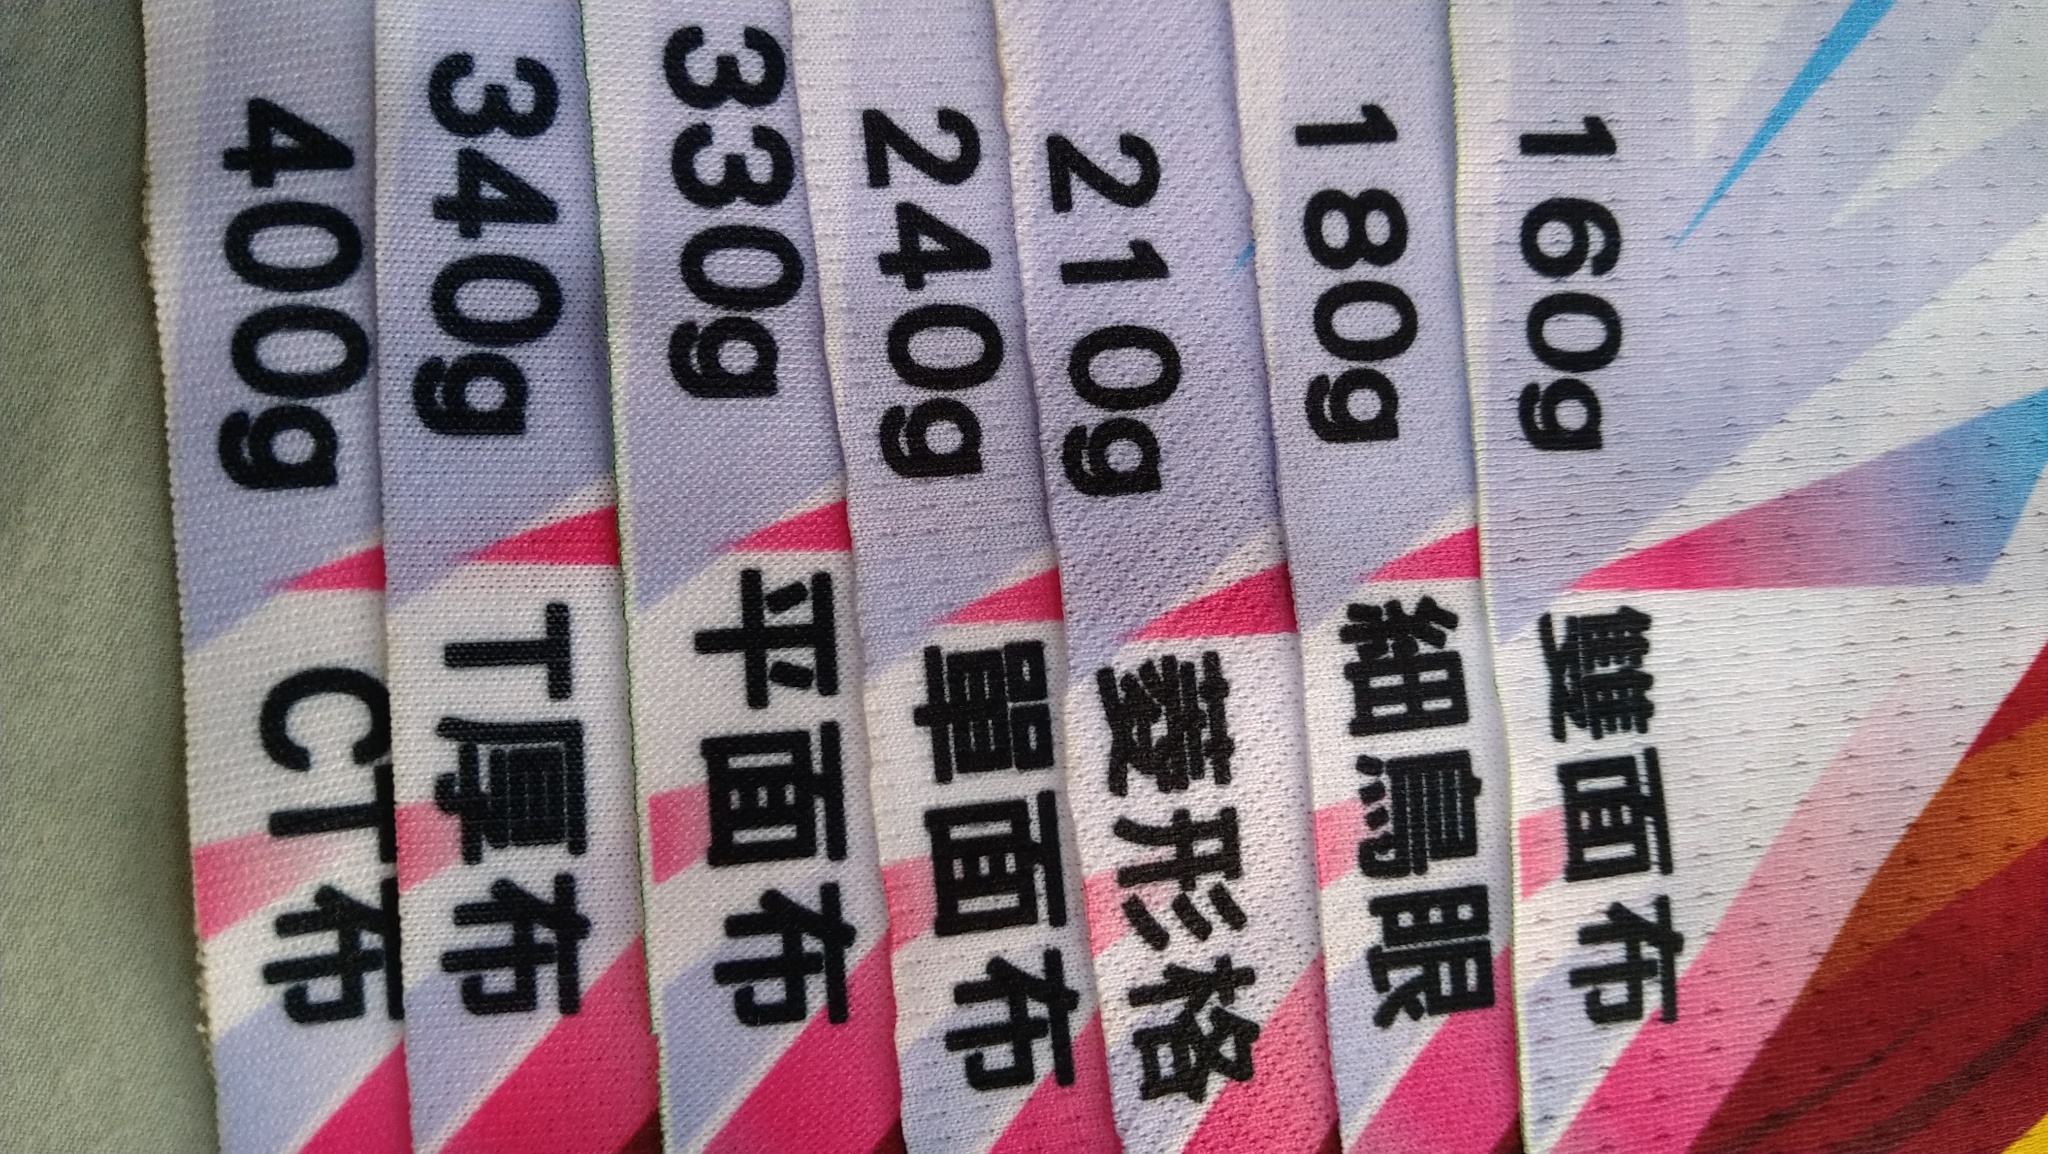 160g 雙面布
180g 細鳥眼
210g 菱形格
240g 單面布
330g 平面布
340g T厚布
400g CT布